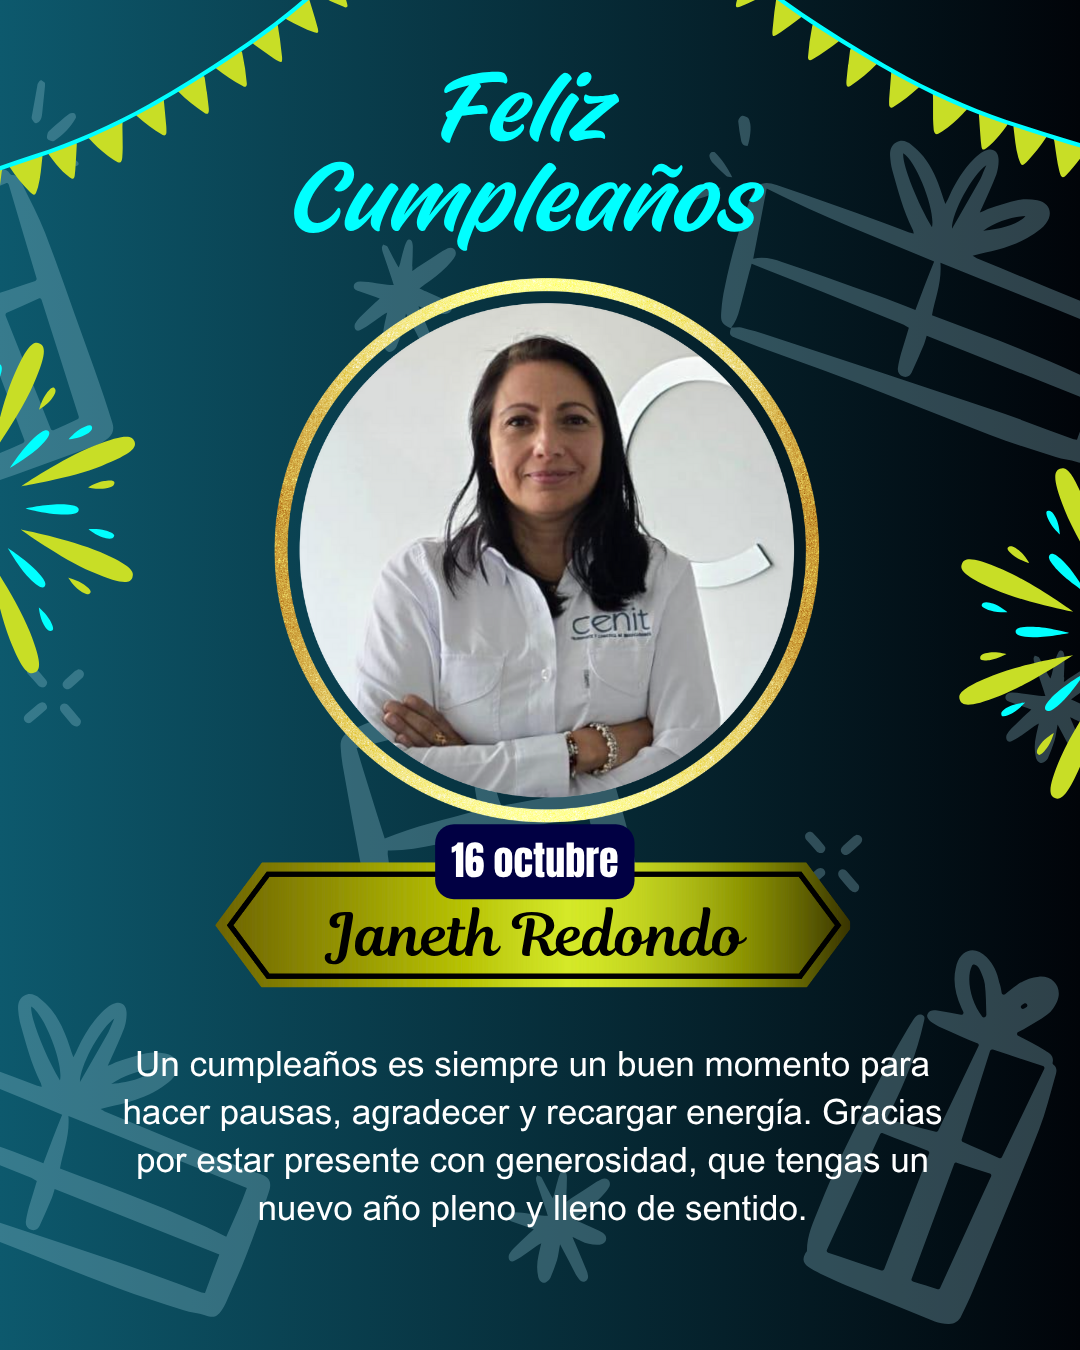 Feliz
Cumpleaños
cenit
16 octubre
Janeth Redondo
Un cumpleaños es siempre un buen momento para
hacer pausas, agradecer y recargar energía. Gracias
por estar presente con generosidad, que tengas un
nuevo año pleno y lleno de sentido.